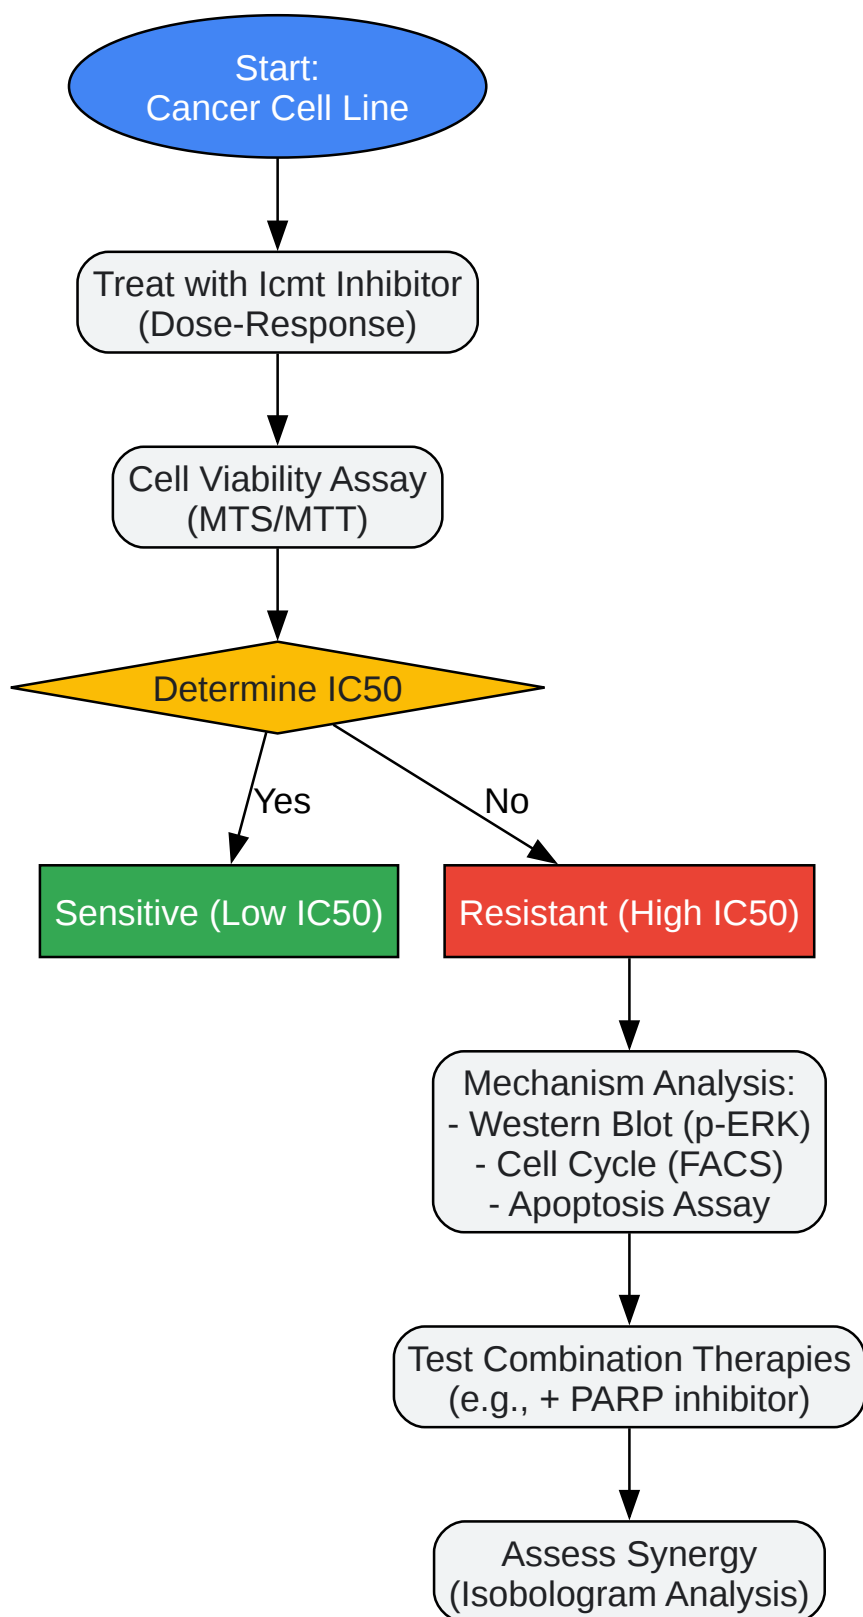 Start:
Cancer Cell Line
Treat with Icmt Inhibitor
(Dose-Response)
Cell Viability Assay
(MTS/MTT)
Determine IC50
Yes
No
Sensitive (Low IC50)
Resistant (High IC50)
Mechanism Analysis:
- Western Blot (p-ERK)
- Cell Cycle (FACS)
- Apoptosis Assay
Test Combination Therapies
(e.g., + PARP inhibitor)
Assess Synergy
(Isobologram Analysis)